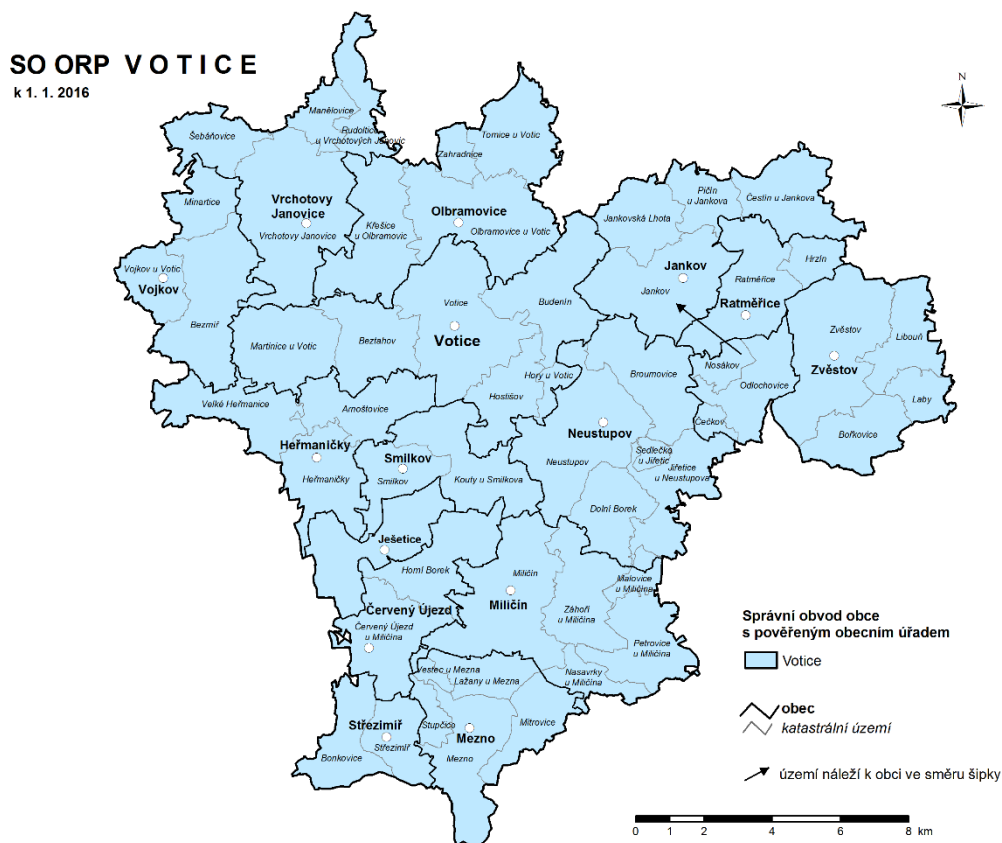 SO ORP V O T I C E
k 1. 1. 2016
N
Manělovice
Šebáňovice
Rudoltice
u Vrchotových Janovic
Zahradnice
Tomice u Votic
Minartice
Vrchotovy
Janovice
Vrchotovy Janovice
Křešice
u Olbramovic
Olbramovice
Olbramovice u Votic
Jankovská Lhota
Pičín
u Jankova
Čestín u Jankova
Vojkov u Votic
Vojkov
Jankov
Jankov
Hrzín
Ratměřice
Ratměřice
Bezmíř
Votice
Votice
Budenín
Martinice u Votic
Beztahov
Zvěstov
Zvěstov
Libouň
Nosákov
Odlochovice
Laby
Hory u Votic
Broumovice
Hostišov
Velké Heřmanice
Arnoštovice
Čečkov
Bořkovice
Neustupov
Neustupov
Heřmaničky
Heřmaničky
Smilkov
Smilkov
Kouty u Smilkova
Sedlečko
u Jiřetic
Jiřetice
u Neustupova
Dolní Borek
Ješetice
Horní Borek
Miličín
Miličín
Malovice
u Miličína
Červený Újezd
Červený Újezd
u Miličína
Záhoří
u Miličína
Petrovice
u Miličína
Nasavrky
u Miličína
Vestec u Mezna
Lažany u Mezna
Střezimíř
Střezimíř
Bonkovice
Stupčice
Mezno
Mezno
Mitrovice
Správní obvod obce
s pověřeným obecním úřadem
Votice
obec
katastrální území
území náleží k obci ve směru šipky
0 1 2 4 6 8 km